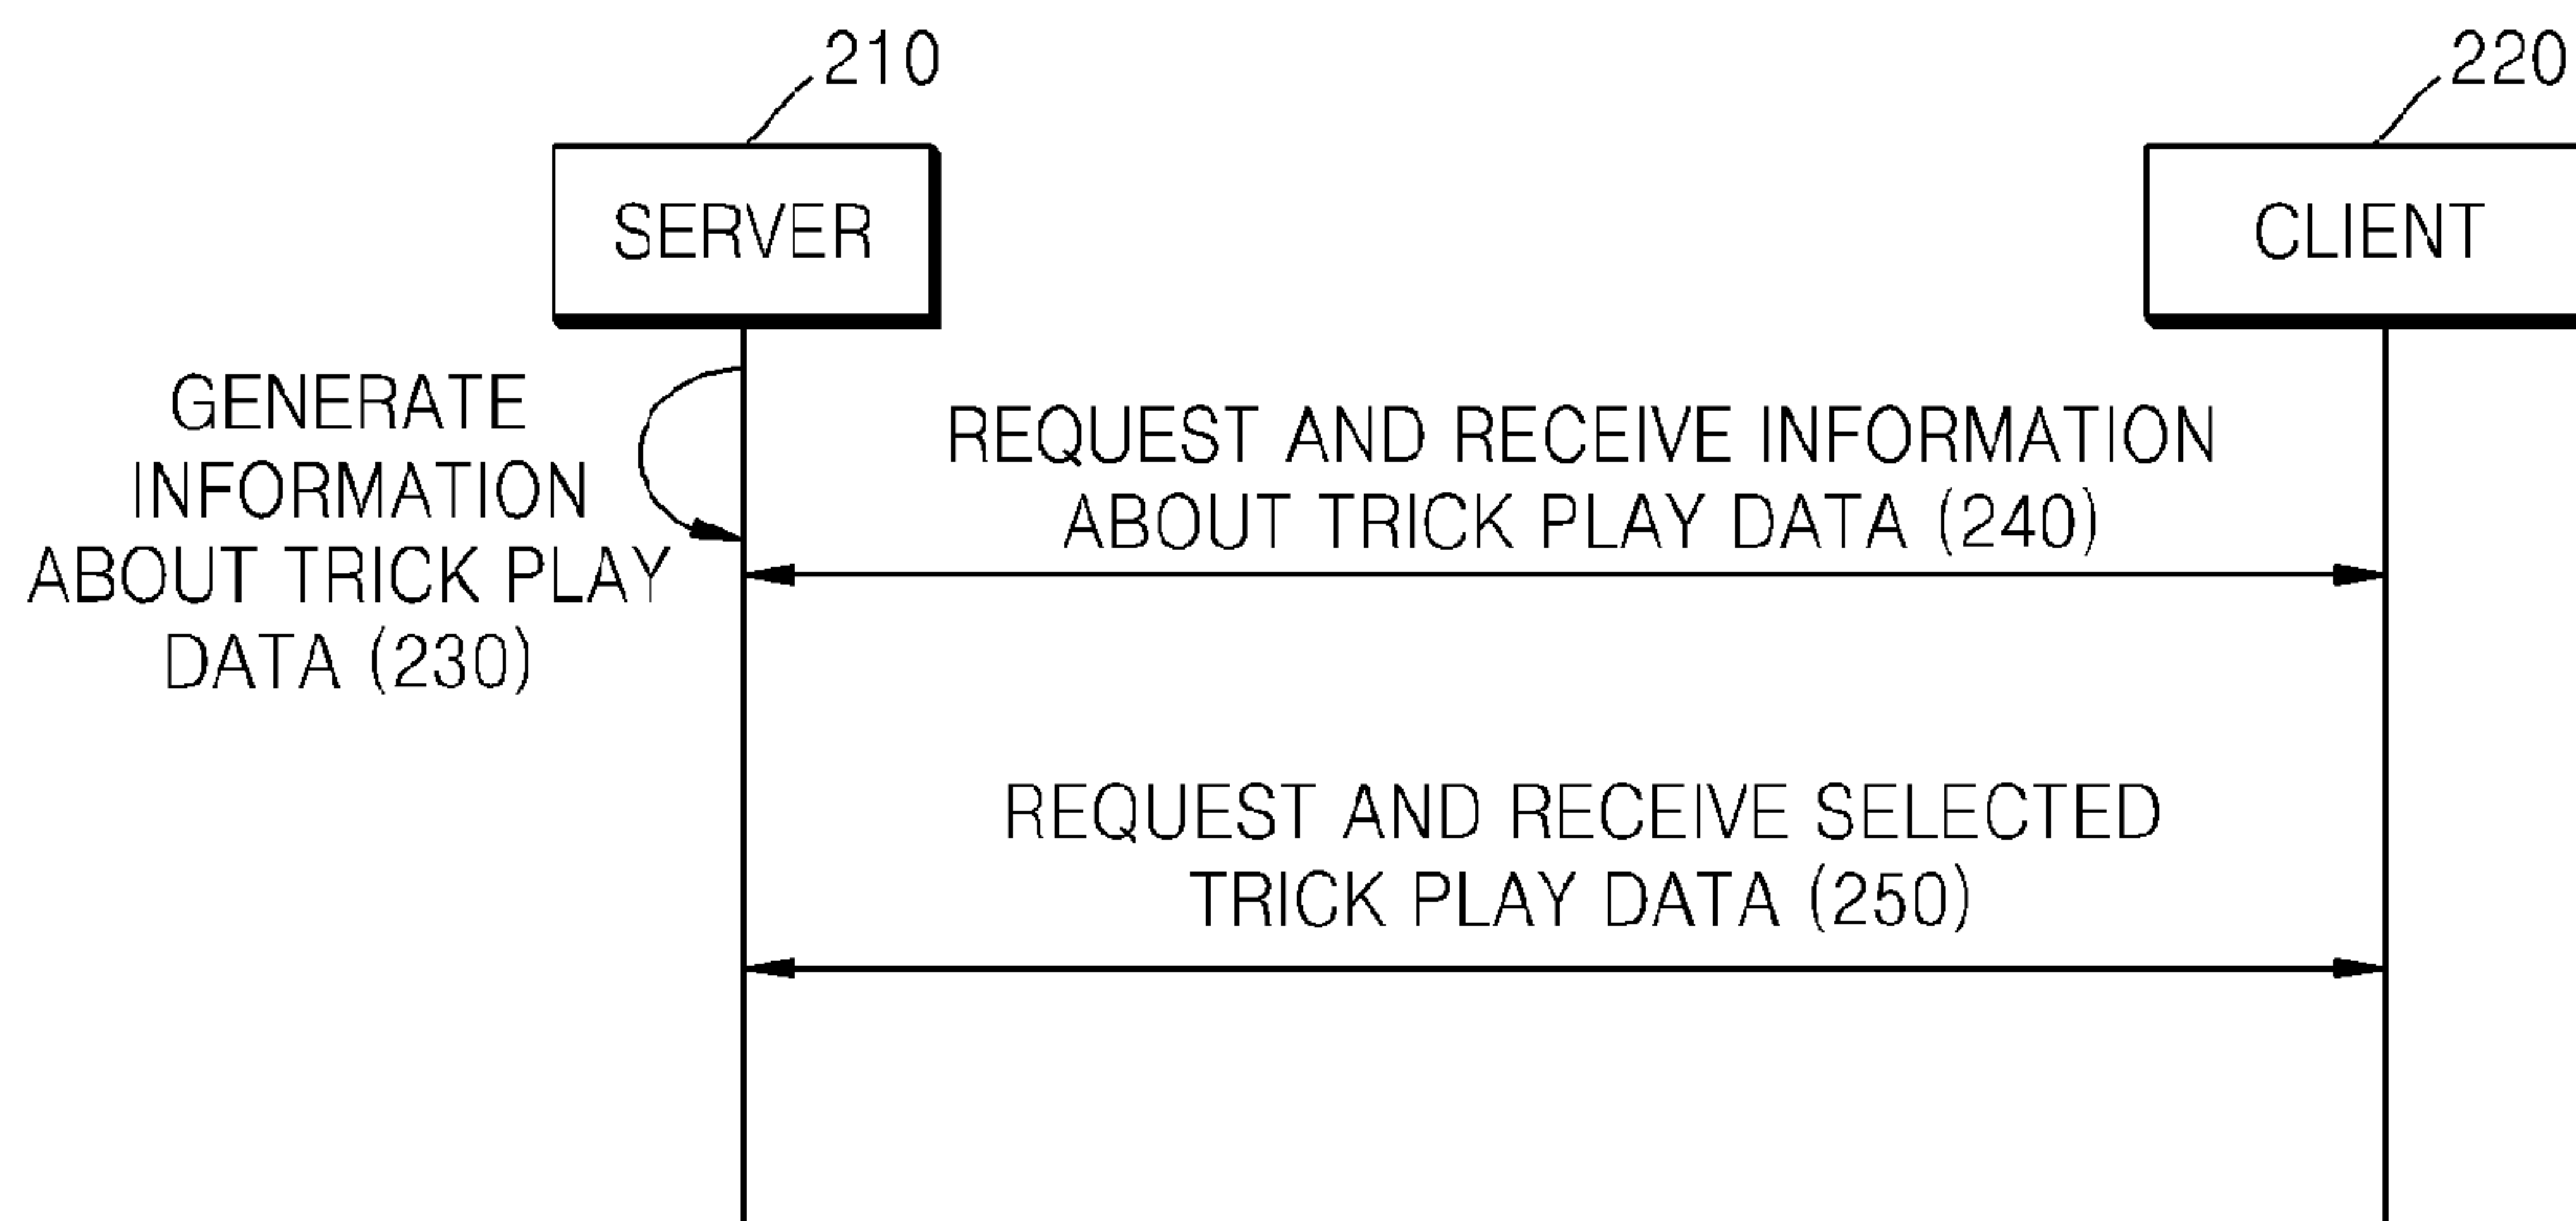 210
220
SERVER
CLIENT
GENERATE
INFORMATION
ABOUT TRICK PLAY
DATA (230)
REQUEST AND RECEIVE INFORMATION
ABOUT TRICK PLAY DATA (240)
REQUEST AND RECEIVE SELECTED
TRICK PLAY DATA (250)